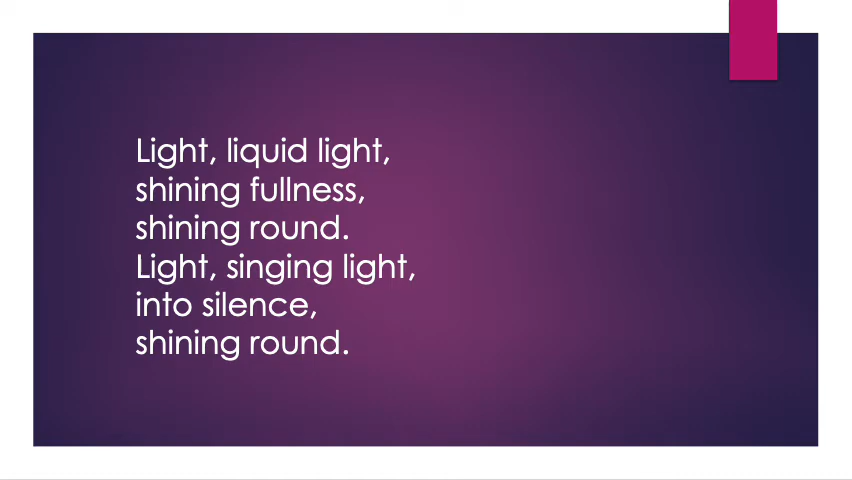 Light, liquid light,
shining fullness,
shining round.
Light, singing light,
into silence,
shining round.